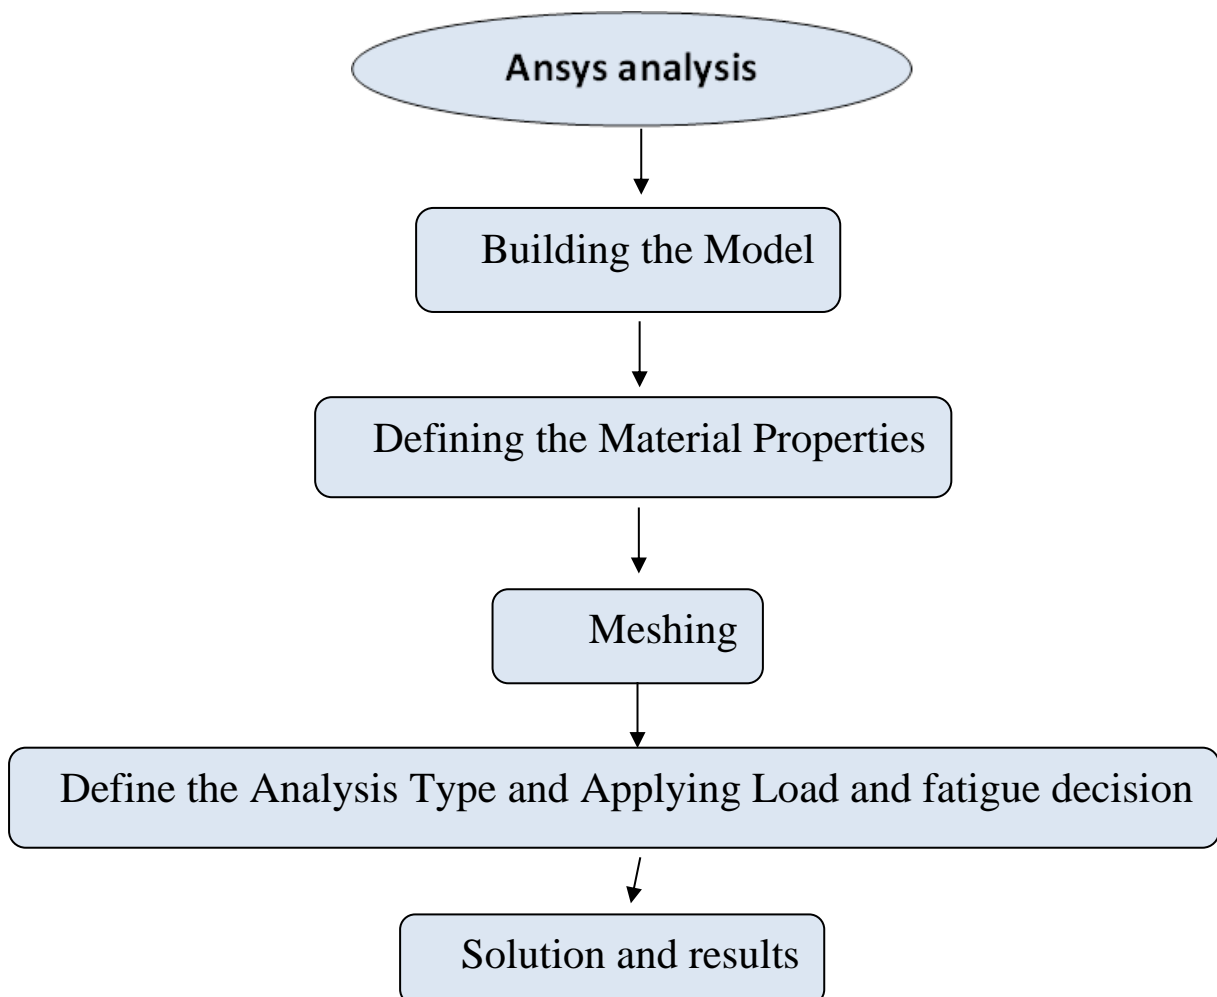 Ansys analysis
Building the Model
Defining the Material Properties
Meshing
Define the Analysis Type and Applying Load and fatigue decision
Solution and results